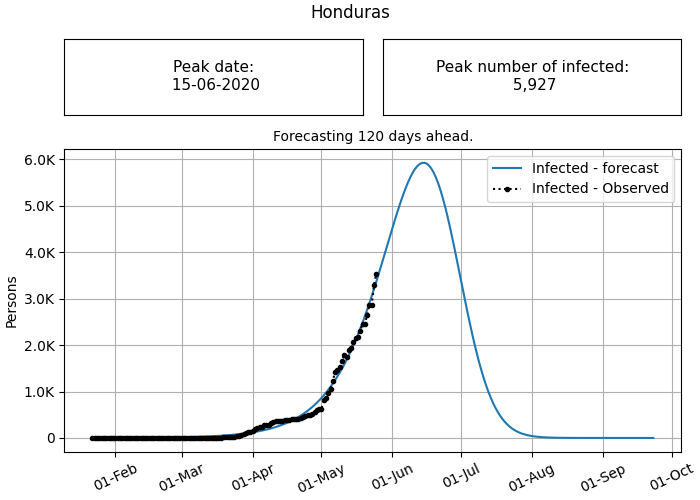 Honduras
Peak date:
15-06-2020
Peak number of infected:
5,927
Forecasting 120 days ahead.
Infected - forecast
Infected - Observed
6.0K
5.0K
4.0K
3.0K
2.0K
1.0K
0
Persons
01-Feb
01-Mar
01-Apr
01-May
01-Jun
01-Jul
01-Aug
01-Sep
01-Oct